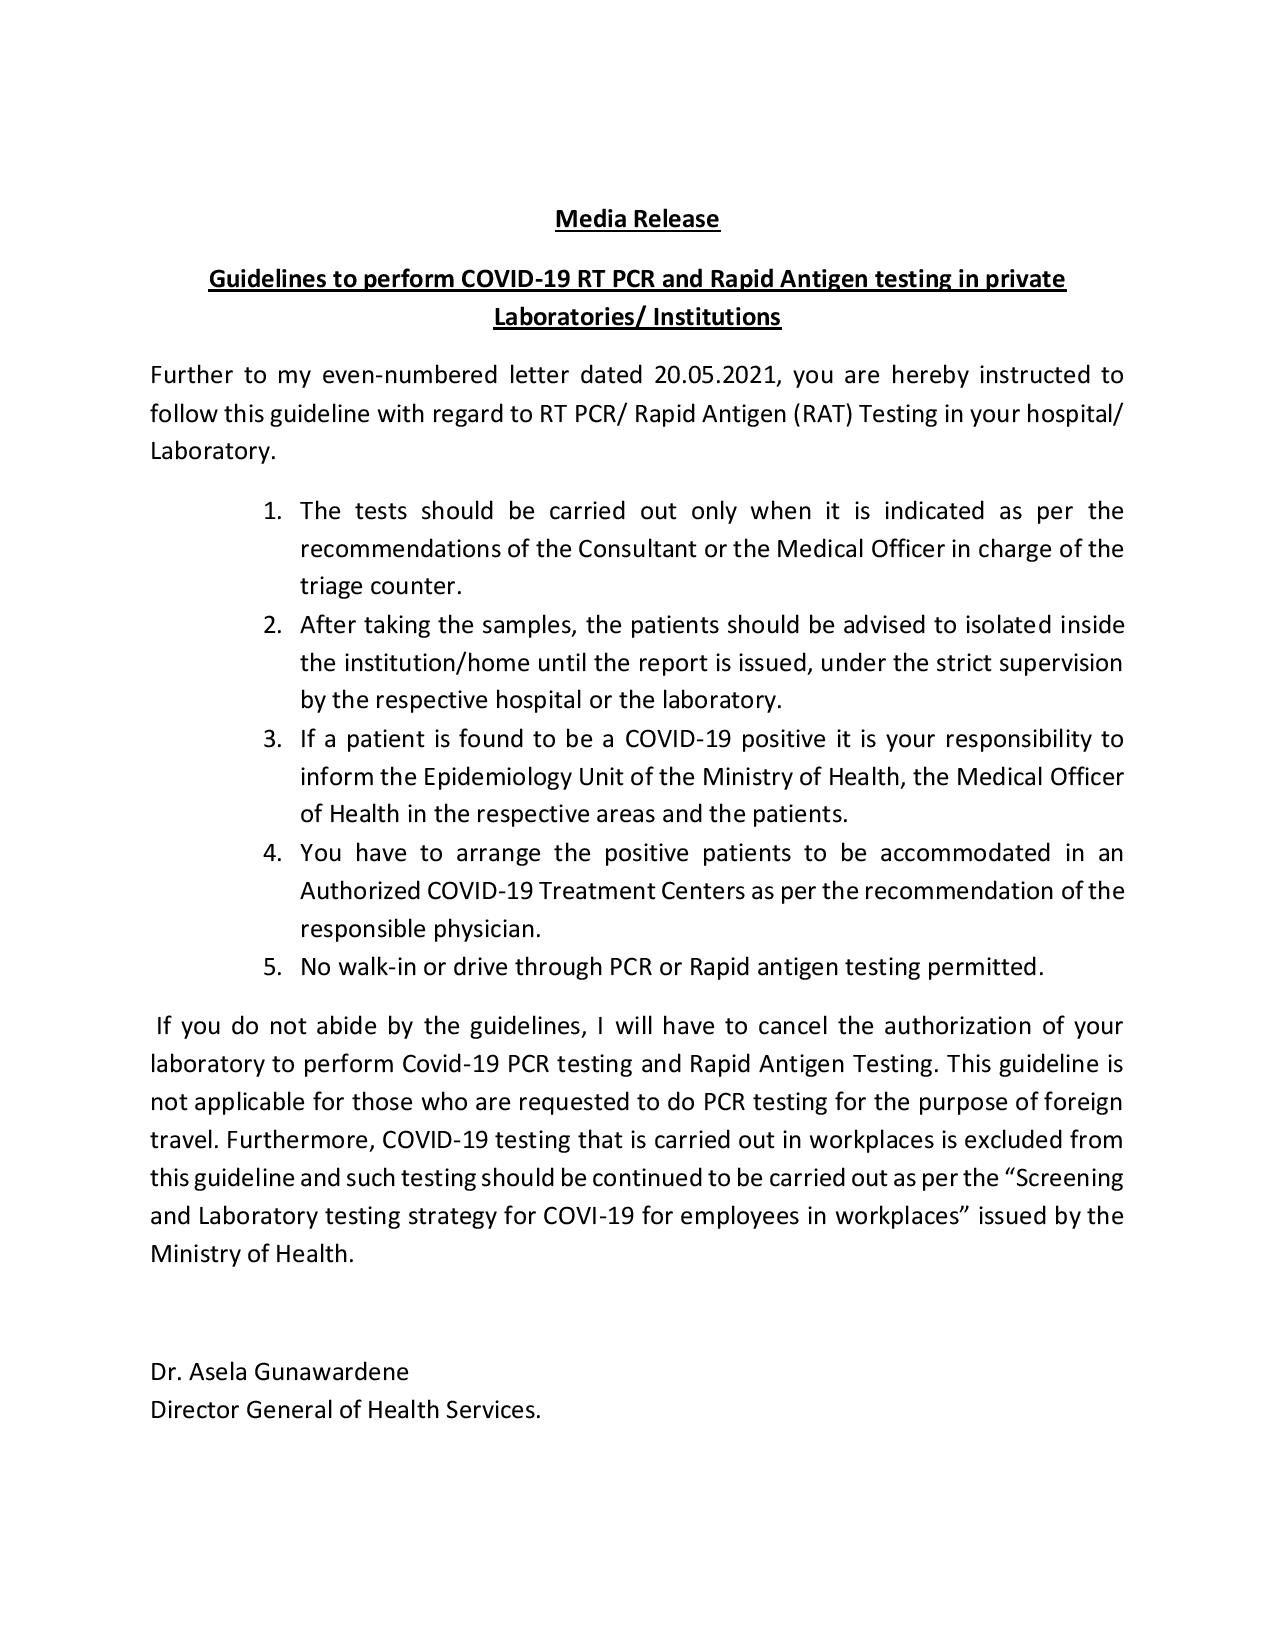 Media Release
Guidelines to perform COVID-19 RT PCR and Rapid Antigen testing in private
Laboratories/ Institutions
Further to my even-numbered letter dated 20.05.2021, you are hereby instructed to
follow this guideline with regard to RT PCR/ Rapid Antigen (RAT) Testing in your hospital/
Laboratory.
1. The tests should be carried out only when it is indicated as per the
recommendations of the Consultant or the Medical Officer in charge of the
triage counter.
2. After taking the samples, the patients should be advised to isolated inside
the institution/home until the report is issued, under the strict supervision
by the respective hospital or the laboratory.
3. If a patient is found to be a COVID-19 positive it is your responsibility to
inform the Epidemiology Unit of the Ministry of Health, the Medical Officer
of Health in the respective areas and the patients.
4. You have to arrange the positive patients to be accommodated in an
Authorized COVID-19 Treatment Centers as per the recommendation of the
responsible physician.
5. No walk-in or drive through PCR or Rapid antigen testing permitted.
If you do not abide by the guidelines, I will have to cancel the authorization of your
laboratory to perform Covid-19 PCR testing and Rapid Antigen Testing. This guideline is
not applicable for those who are requested to do PCR testing for the purpose of foreign
travel. Furthermore, COVID-19 testing that is carried out in workplaces is excluded from
this guideline and such testing should be continued to be carried out as per the “Screening
and Laboratory testing strategy for COVI-19 for employees in workplaces” issued by the
Ministry of Health.
Dr. Asela Gunawardene
Director General of Health Services.